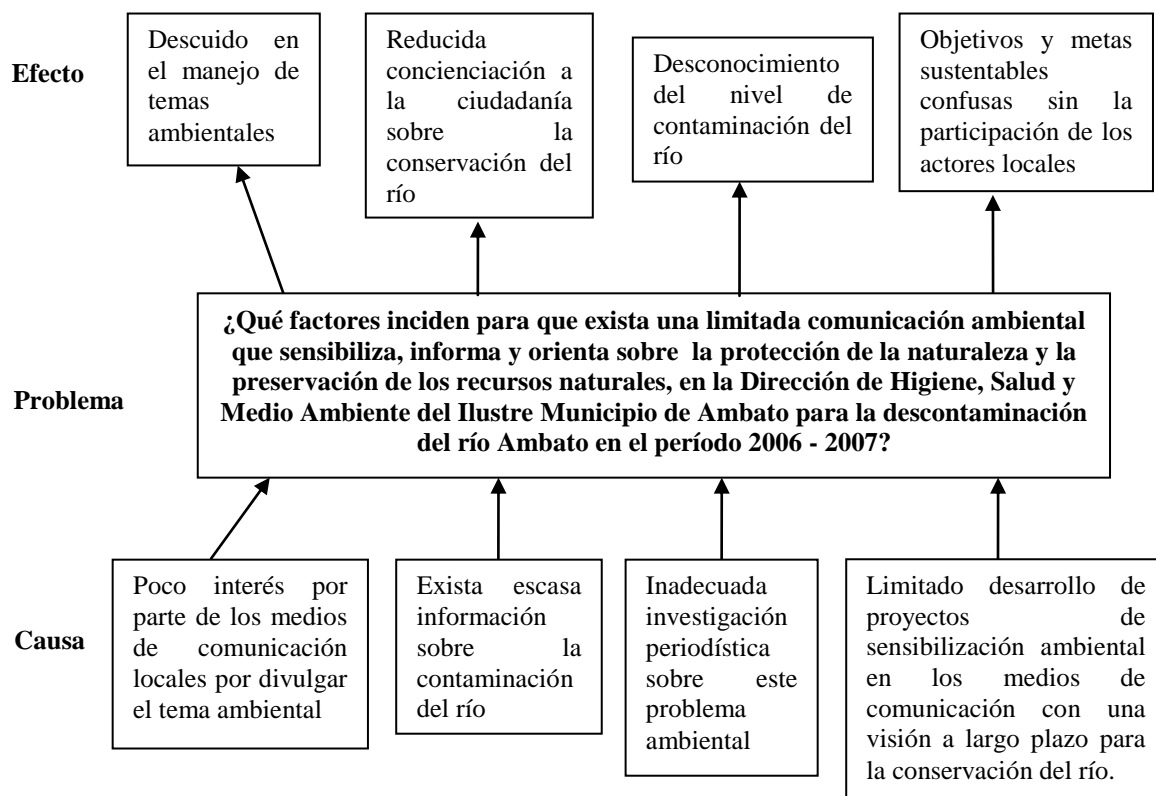 Efecto
Descuido en
el manejo de
temas
ambientales
Reducida
concienciación a
la ciudadanía
sobre la
conservación del
río
Desconocimiento
del nivel de
contaminación del
río
Objetivos y metas
sustentables
confusas sin la
participación de los
actores locales
Problema
¿Qué factores inciden para que exista una limitada comunicación ambiental
que sensibiliza, informa y orienta sobre la protección de la naturaleza y la
preservación de los recursos naturales, en la Dirección de Higiene, Salud y
Medio Ambiente del Ilustre Municipio de Ambato para la descontaminación
del río Ambato en el período 2006 - 2007?
Causa
Poco interés por
parte de los medios
de comunicación
locales por divulgar
el tema ambiental
Exista escasa
información
sobre la
contaminación
del río
Inadecuada
investigación
periodística
sobre este
problema
ambiental
Limitado desarrollo de
proyectos de
sensibilización ambiental
en los medios de
comunicación con una
visión a largo plazo para
la conservación del río.